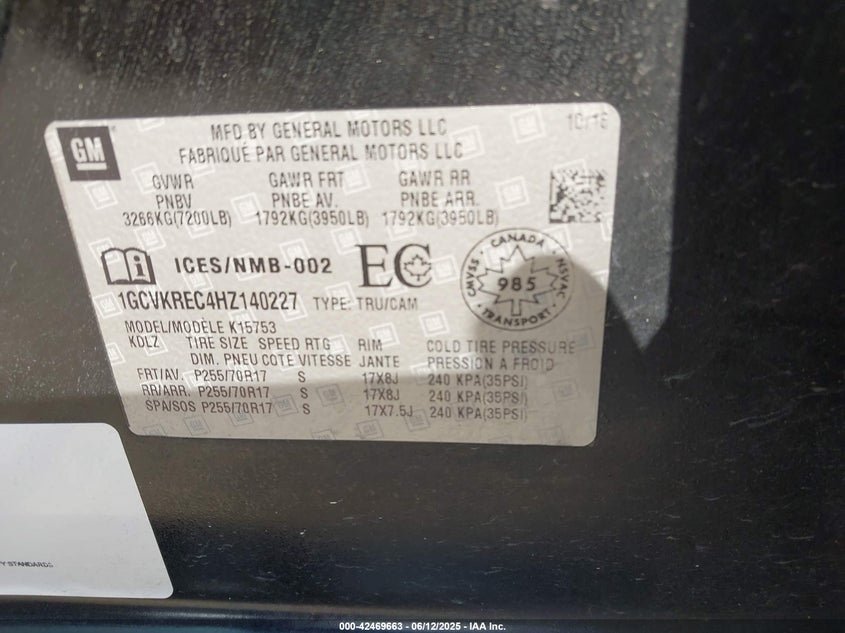 GM
MFD BY GENERAL MOTORS LLC
FABRIQUÉ PAR GENERAL MOTORS LLC
10/16
GVWR GAWR FRT GAWR RR
PNBV PNBE AV. PNBE ARR.
3266KG(7200LB) 1792KG(3950LB) 1792KG(3950LB)
ICES/NMB-002 EC
CANADA
CMVSS 985 NSVAC
TRANSPORT
1GCVKREC4HZ140227 TYPE: TRU/CAM
MODEL/MODÈLE K15753
KDLZ TIRE SIZE SPEED RTG RIM COLD TIRE PRESSURE
DIM. PNEU COTE VITESSE JANTE PRESSION A FROID
FRT/AV. P255/70R17 S 17X8J 240 KPA(35PSI)
RR/ARR. P255/70R17 S 17X8J 240 KPA(35PSI)
SPA/SOS P255/70R17 S 17X7.5J 240 KPA(35PSI)
Y STANDARDS
000-42469663 - 06/12/2025 - IAA Inc.